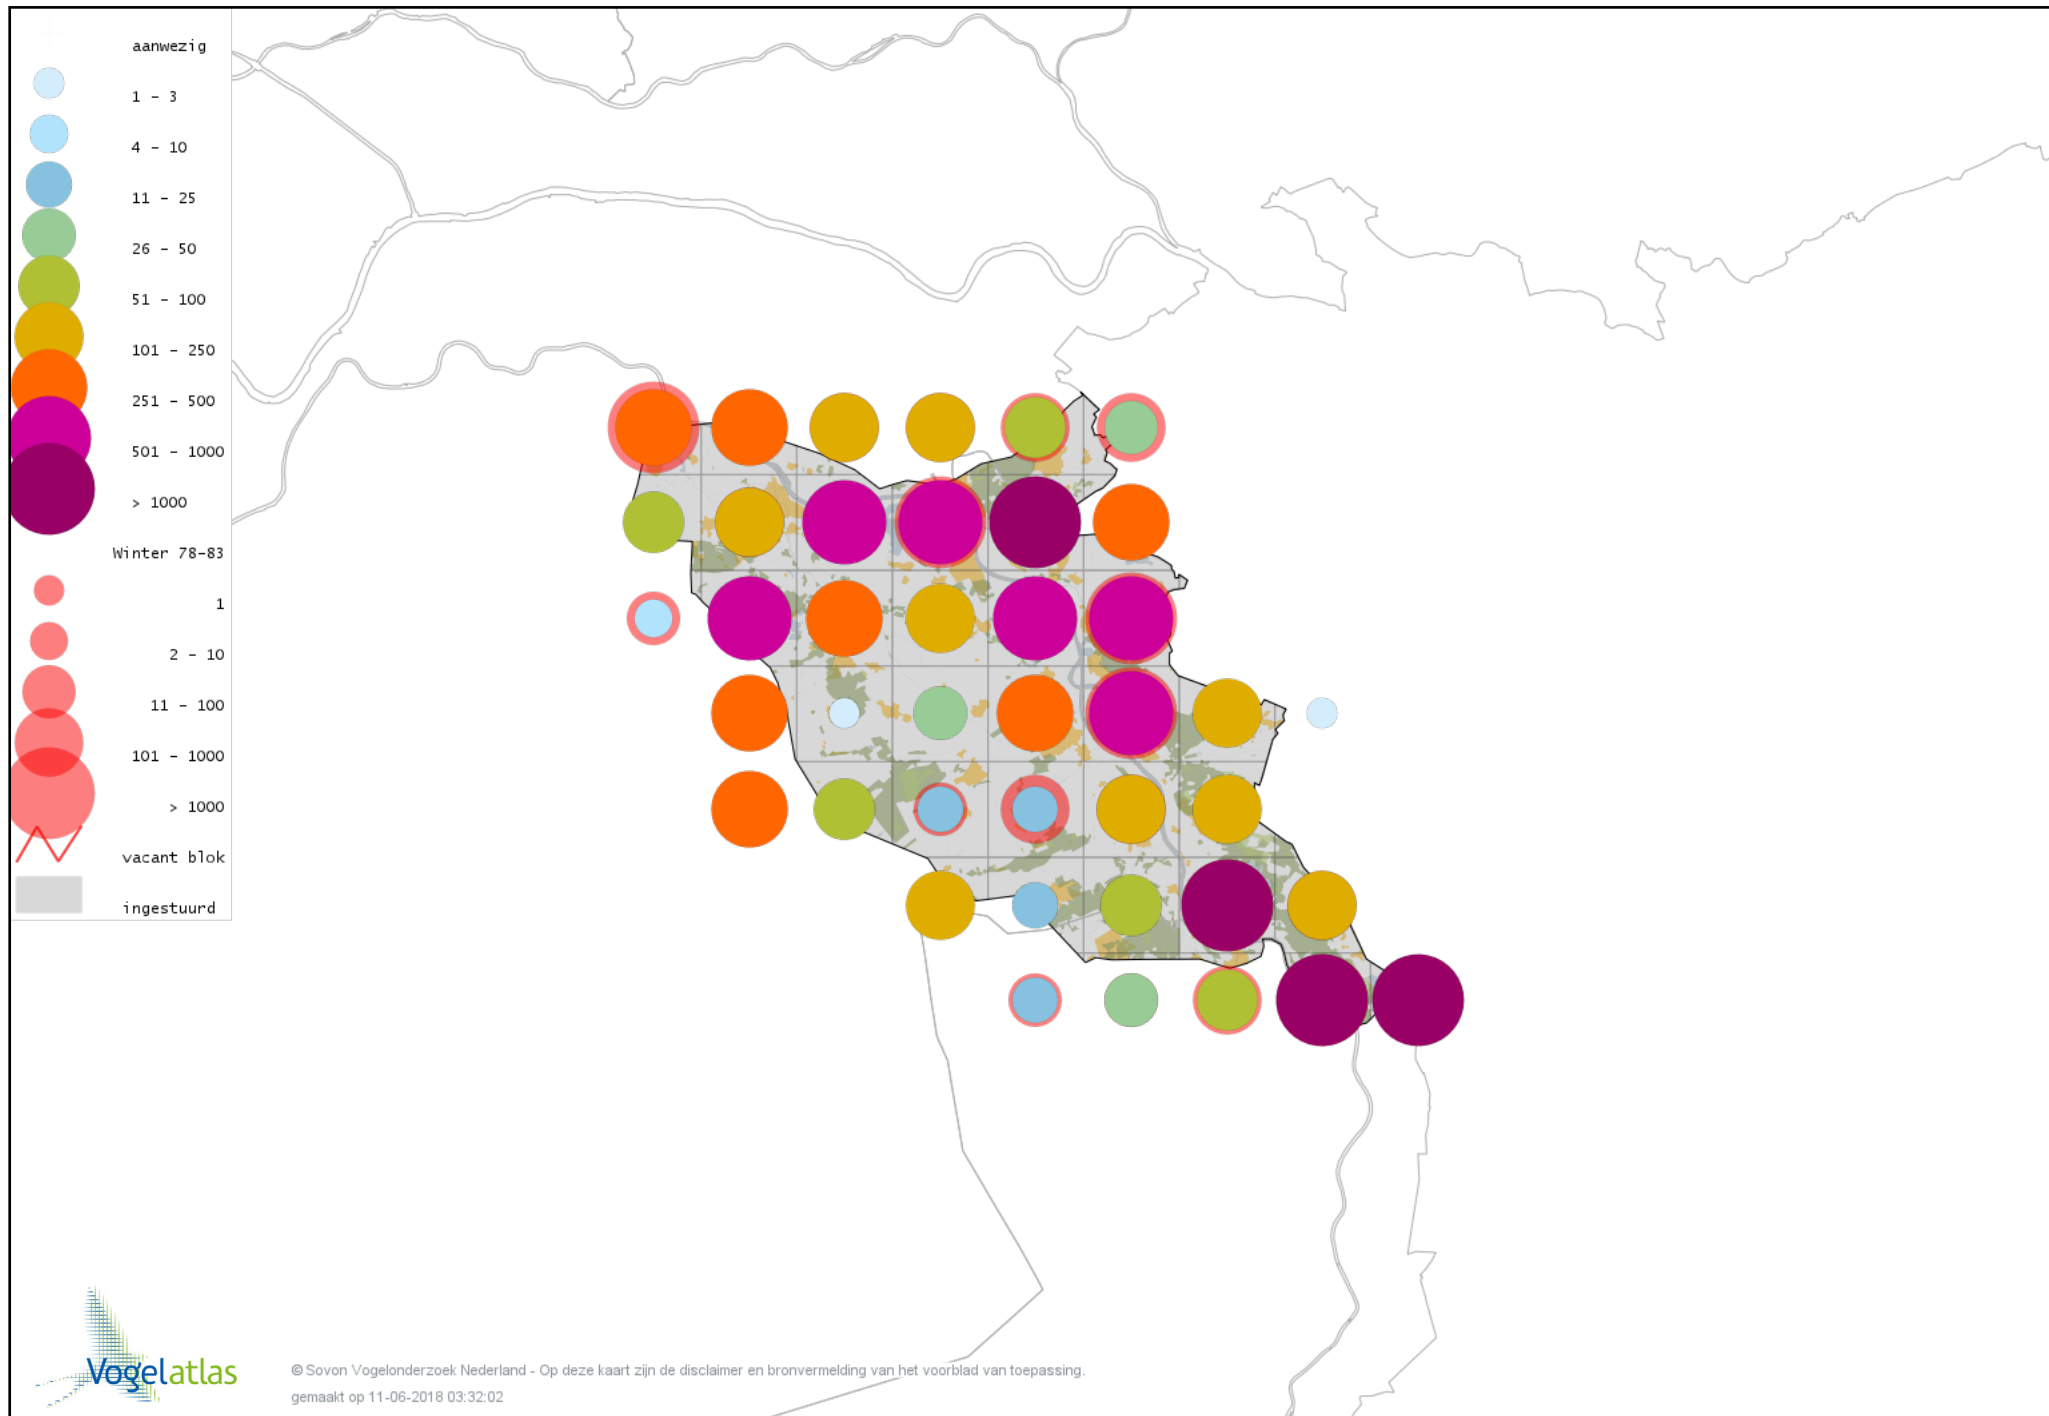 aanwezig
1 - 3
4 - 10
11 - 25
26 - 50
51 - 100
101 - 250
251 - 500
501 - 1000
> 1000
Winter 78-83
1
2 - 10
11 - 100
101 - 1000
> 1000
vacant blok
ingestuurd
Vogelatlas
© Sovon Vogelonderzoek Nederland - Op deze kaart zijn de disclaimer en bronvermelding van het voorblad van toepassing.
gemaakt op 11-06-2018 03:32:02